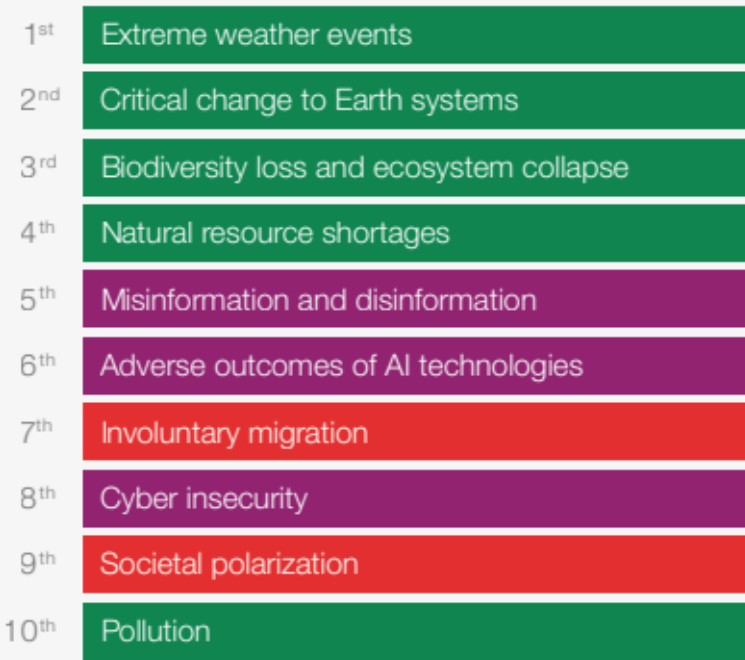 1st Extreme weather events
2nd Critical change to Earth systems
3rd Biodiversity loss and ecosystem collapse
4th Natural resource shortages
5th Misinformation and disinformation
6th Adverse outcomes of AI technologies
7th Involuntary migration
8th Cyber insecurity
9th Societal polarization
10th Pollution